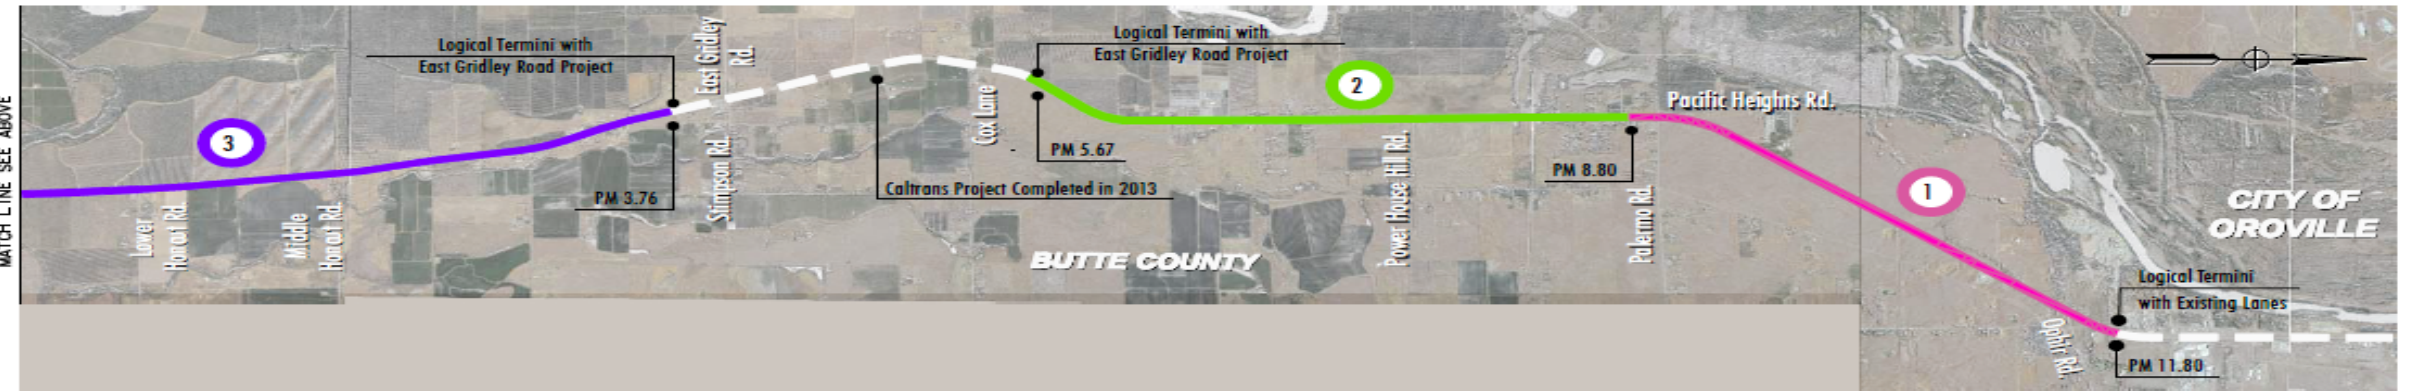 MATCH LINE SEE ABOVE
3
Lower
Honcut Rd.
Middle
Honcut Rd.
Logical Termini with
East Gridley Road Project
PM 3.76
East Gridley
Rd.
Stimpson Rd.
Caltrans Project Completed in 2013
Cox Lane
Logical Termini with
East Gridley Road Project
PM 5.67
BUTTE COUNTY
2
Power House Hill Rd.
PM 8.80
Palermo Rd.
Pacific Heights Rd.
1
CITY OF
OROVILLE
Logical Termini
with Existing Lanes
Ophir Rd.
PM 11.80